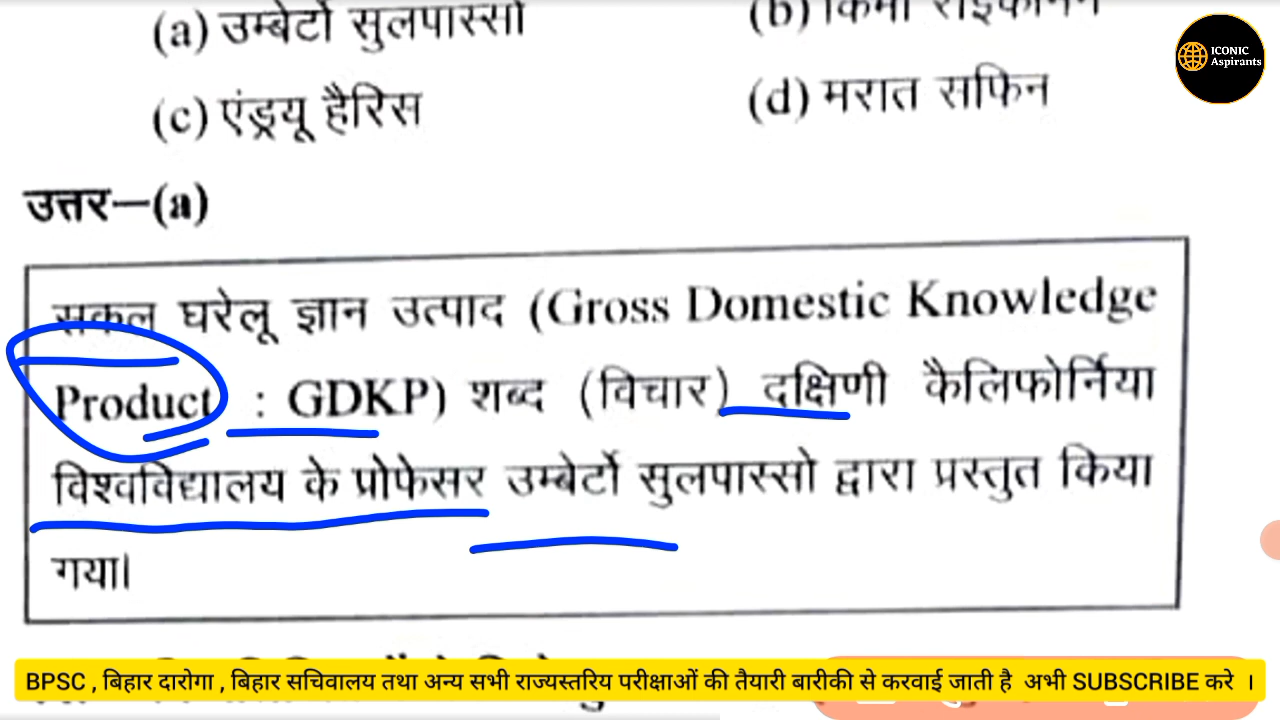 (a) उम्बेर्टो सुलपास्सो (b)
ICONIC
Aspirants
(c) एंड्रयू हैरिस (d) मरात सफिन
उत्तर—(a)
सकल घरेलू ज्ञान उत्पाद (Gross Domestic Knowledge
Product : GDKP) शब्द (विचार) दक्षिणी कैलिफोर्निया
विश्वविद्यालय के प्रोफेसर उम्बेर्टो सुलपास्सो द्वारा प्रस्तुत किया
गया।
BPSC , बिहार दारोगा , बिहार सचिवालय तथा अन्य सभी राज्यस्तरिय परीक्षाओं की तैयारी बारीकी से करवाई जाती है अभी SUBSCRIBE करे ।